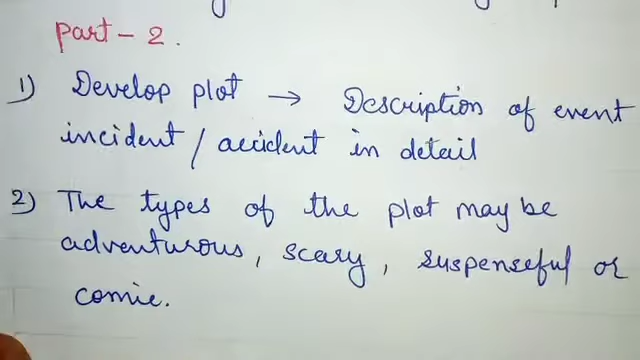 part - 2.
1) Develop plot → Description of event
incident / accident in detail
2) The types of the plot may be
adventurous, scary, suspenseful or
comic.